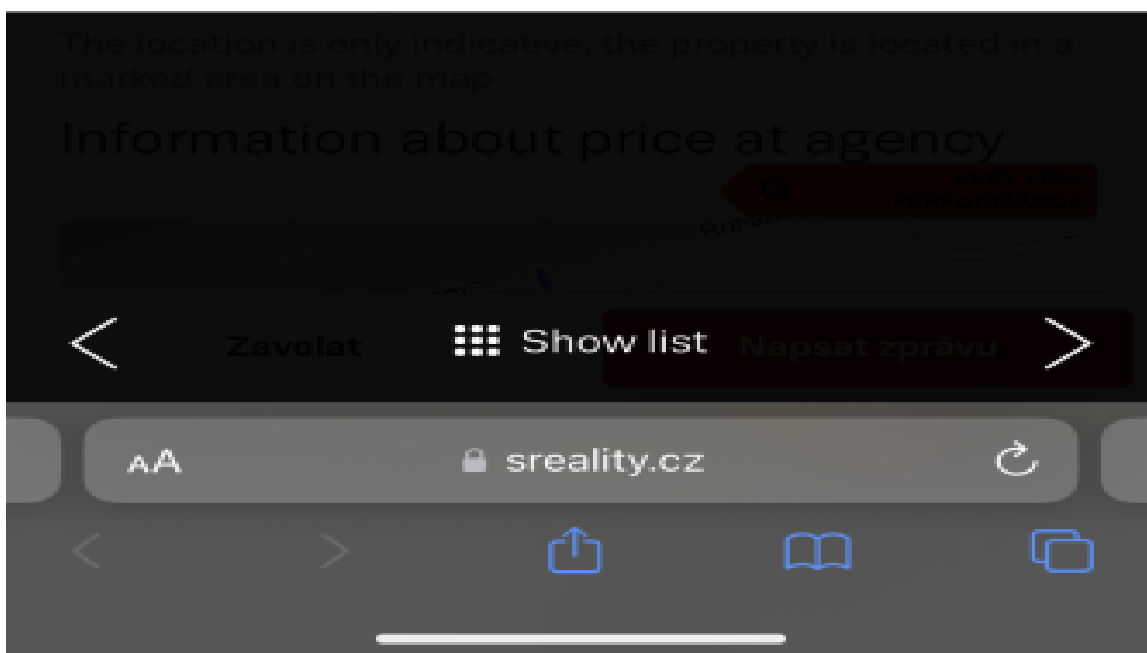 The location is only indicative, the property is located in a
marked area on the map
Information about price at agency
G VERY LOW
PERFORMANCE
Zavolat Show list Napsat zprávu
AA sreality.cz